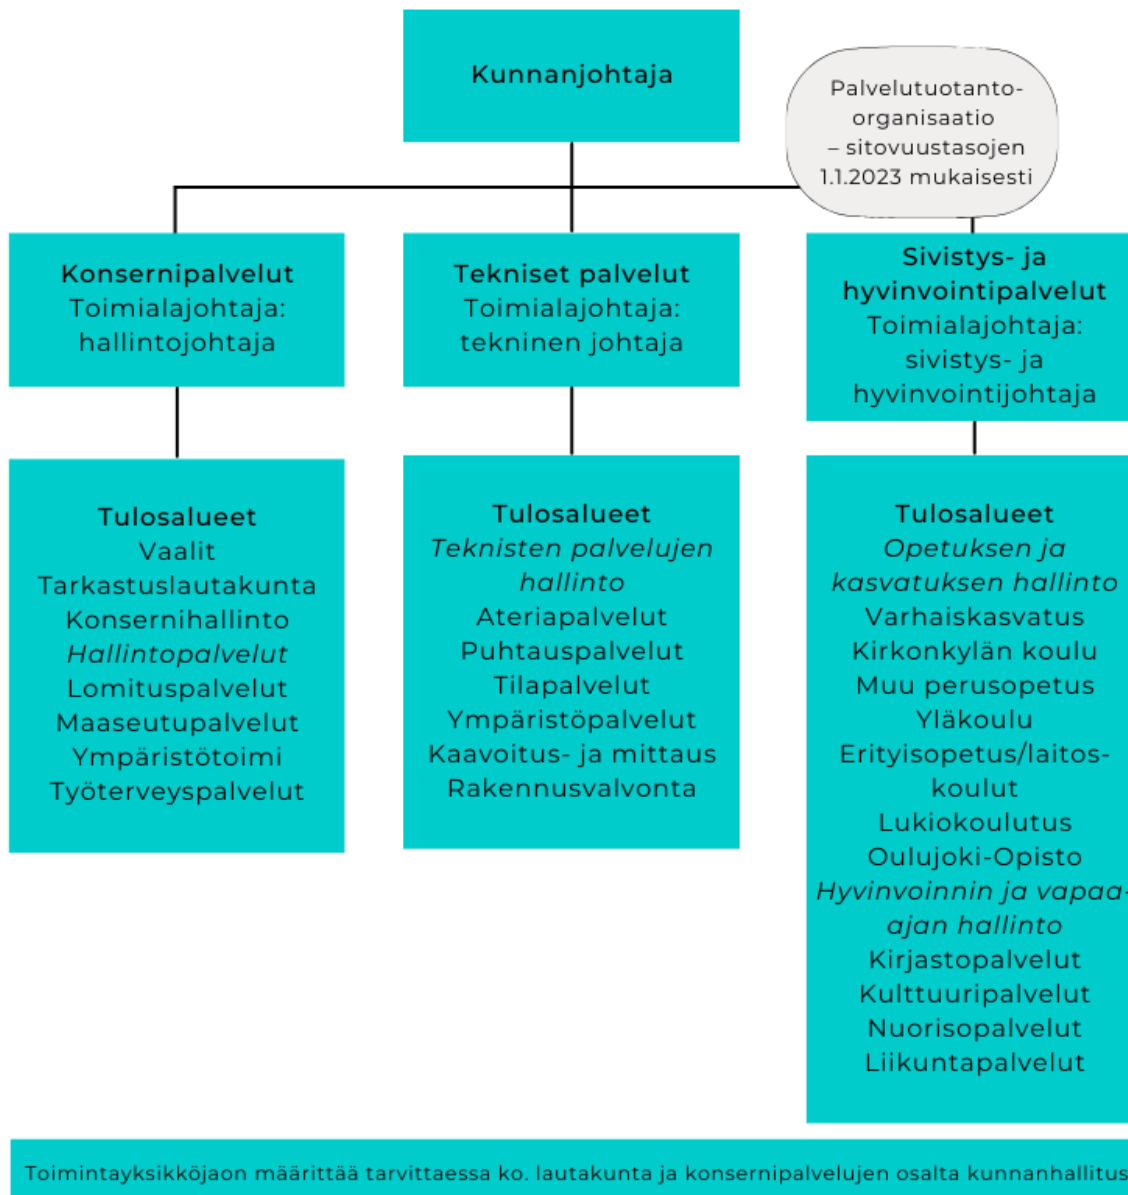 Kunnanjohtaja
Palvelutuotanto-
organisaatio
– sitovuustasojen
1.1.2023 mukaisesti
Konsernipalvelut
Toimialajohtaja:
hallintojohtaja
Tekniset palvelut
Toimialajohtaja:
tekninen johtaja
Sivistys- ja
hyvinvointipalvelut
Toimialajohtaja:
sivistys- ja
hyvinvointijohtaja
Tulosalueet
Vaalit
Tarkastuslautakunta
Konsernihallinto
Hallintopalvelut
Lomituspalvelut
Maaseutupalvelut
Ympäristötoimi
Työterveyspalvelut
Tulosalueet
Teknisten palvelujen
hallinto
Ateriapalvelut
Puhtauspalvelut
Tilapalvelut
Ympäristöpalvelut
Kaavoitus- ja mittaus
Rakennusvalvonta
Tulosalueet
Opetuksen ja
kasvatuksen hallinto
Varhaiskasvatus
Kirkonkylän koulu
Muu perusopetus
Yläkoulu
Erityisopetus/laitos-
koulut
Lukiokoulutus
Oulujoki-Opisto
Hyvinvoinnin ja vapaa-
ajan hallinto
Kirjastopalvelut
Kulttuuripalvelut
Nuorisopalvelut
Liikuntapalvelut
Toimintayksikköjaon määrittää tarvittaessa ko. lautakunta ja konsernipalvelujen osalta kunnanhallitus